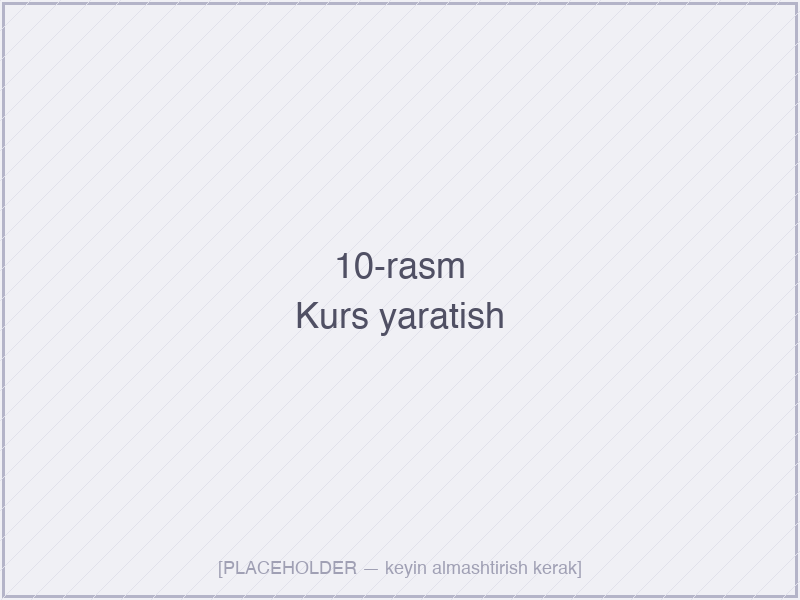 10-rasm
Kurs yaratish
[PLACEHOLDER — keyin almashtirish kerak]